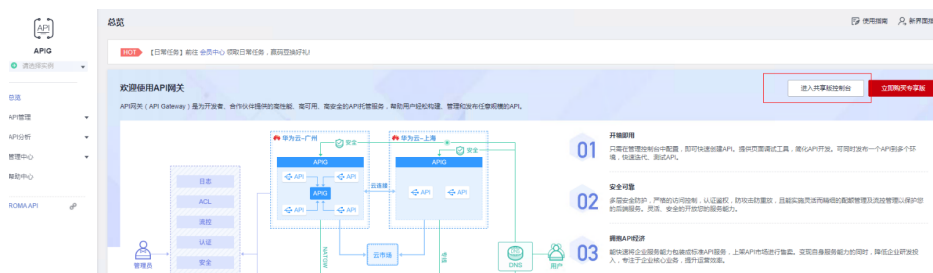 API
APIG
请选择实例
总览
API管理
API分析
管理中心
帮助中心
ROMA API
总览
使用指南
HOT
【日常任务】前往 会员中心 领取日常任务，赢码豆换好礼!
欢迎使用API网关
API网关（API Gateway）是为开发者、合作伙伴提供的高性能、高可用、高安全的API托管服务，帮助用户轻松构建、管理和发布任意规模的API。
进入共享版控制台
立即购买专享版
华为云-广州
安全
华为云-上海
安全
APIG
APIG
API
API
API
API
APIG
API
API
API
云连接
日志
ACL
流控
认证
安全
管理员
NATGW
云市场
专线
DNS
用户
01
开箱即用
只需在管理控制台中配置，即可快速创建API。提供页面调试工具，简化API开发。可同时发布一个API到多个环
境，快速迭代、测试API。
02
安全可靠
多层安全防护，严格的访问控制，认证鉴权，防攻击防重放，且能实施灵活而精细的配额管理及流控管理以保护您
的后端服务。灵活、安全的开放您的服务能力。
03
拥抱API经济
能快速将企业服务能力包装成标准API服务，上架API市场进行售卖。变现自身服务能力的同时，降低企业研发投
入，专注于企业核心业务，提升运营效率。